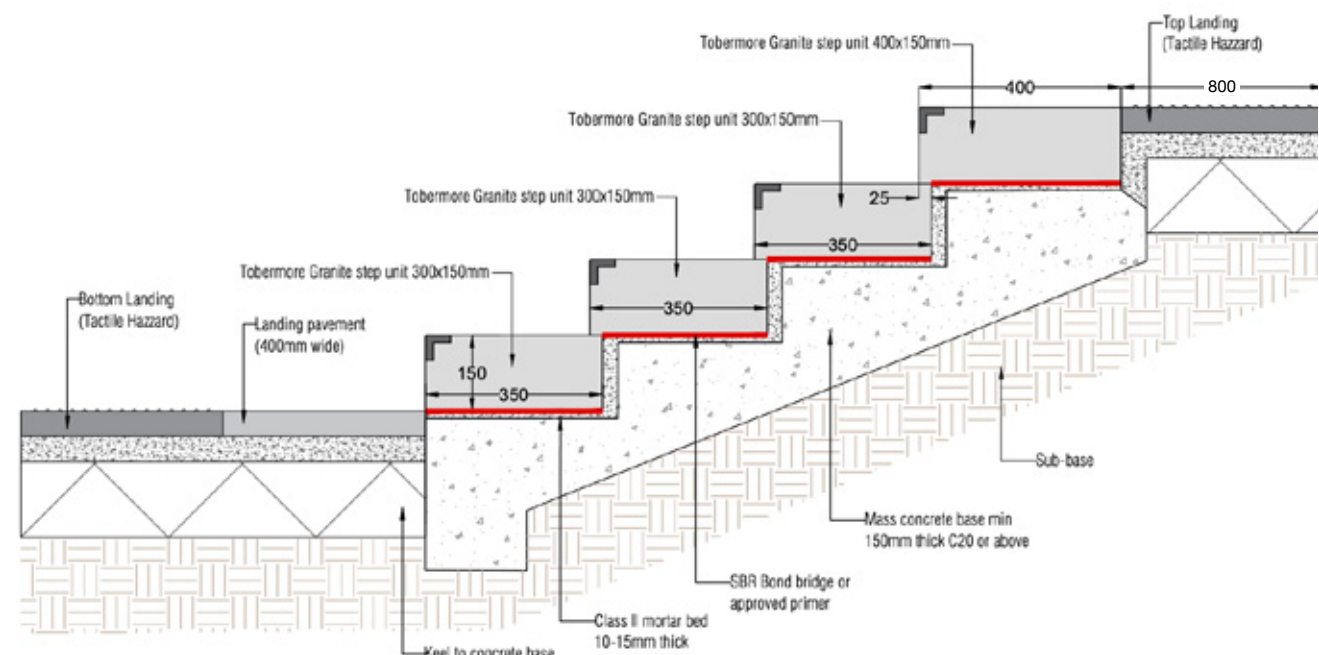 Top Landing
(Tactile Hazzard)
Tobermore Granite step unit 400x150mm
400
800
Tobermore Granite step unit 300x150mm
25
350
Tobermore Granite step unit 300x150mm
350
Tobermore Granite step unit 300x150mm
150
350
Bottom Landing
(Tactile Hazzard)
Landing pavement
(400mm wide)
Sub-base
Mass concrete base min
150mm thick C20 or above
SBR Bond bridge or
approved primer
Class II mortar bed
10-15mm thick
Keel to concrete base